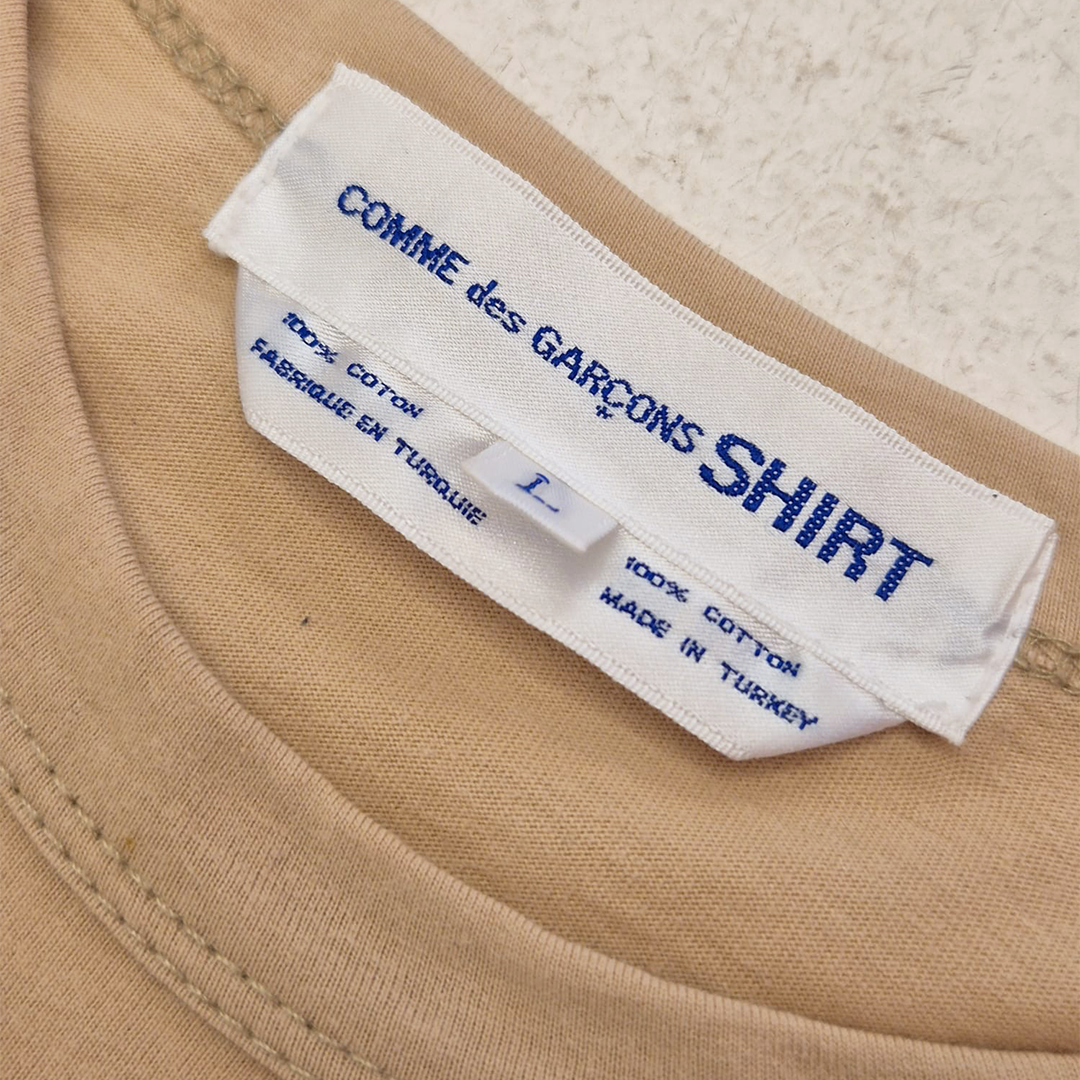 COMME des GARÇONS SHIRT
100% COTON
FABRIQUE EN TURQUIE
L
100% COTTON
MADE IN TURKEY